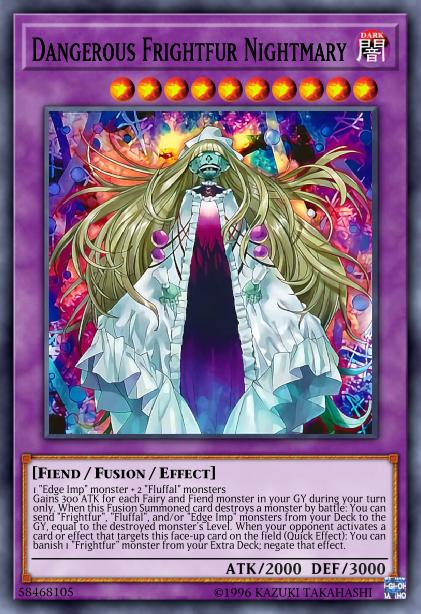 DANGEROUS FRIGHTFUR NIGHTMARY
DARK
闇
[FIEND / FUSION / EFFECT]
1 "Edge Imp" monster + 2 "Fluffal" monsters
Gains 300 ATK for each Fairy and Fiend monster in your GY during your turn
only. When this Fusion Summoned card destroys a monster by battle: You can
send "Frightfur", "Fluffal", and/or "Edge Imp" monsters from your Deck to the
GY, equal to the destroyed monster's Level. When your opponent activates a
card or effect that targets this face-up card on the field (Quick Effect): You can
banish 1 "Frightfur" monster from your Extra Deck; negate that effect.
ATK/2000 DEF/3000
58468105
©1996 KAZUKI TAKAHASHI